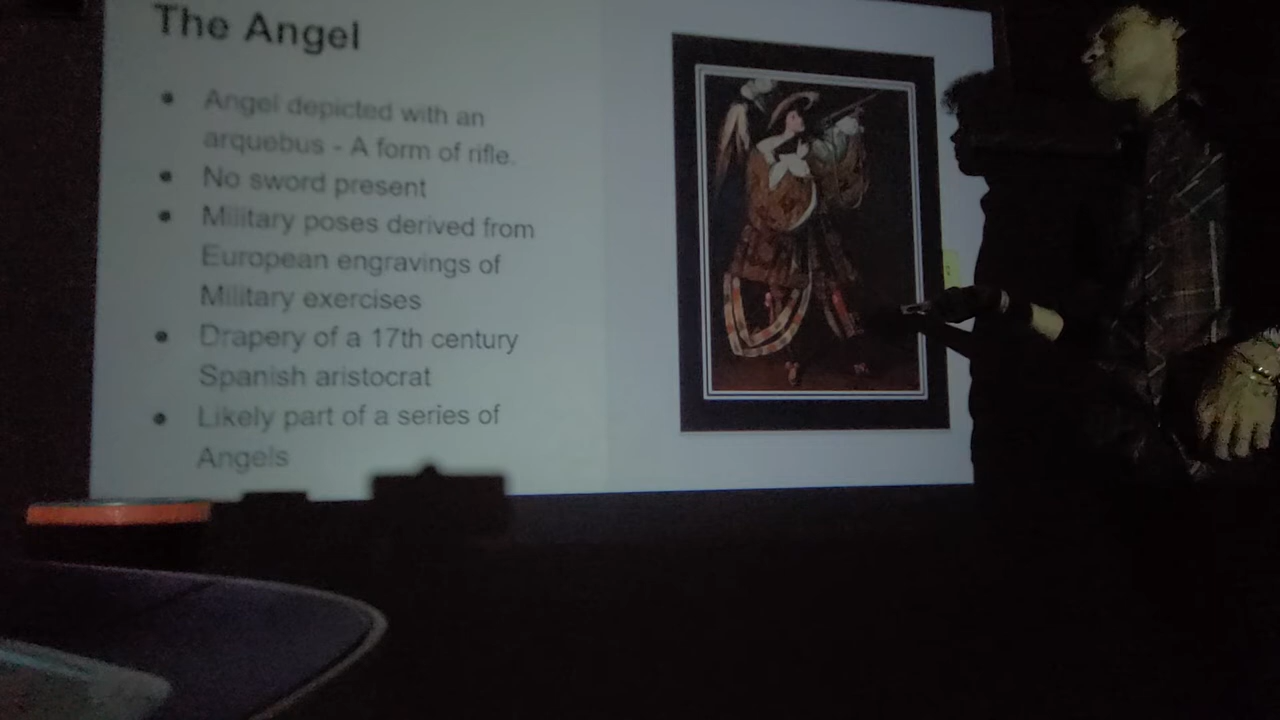 The Angel
Angel depicted with an
arquebus - A form of rifle.
No sword present
Military poses derived from
European engravings of
Military exercises
Drapery of a 17th century
Spanish aristocrat
Likely part of a series of
Angels